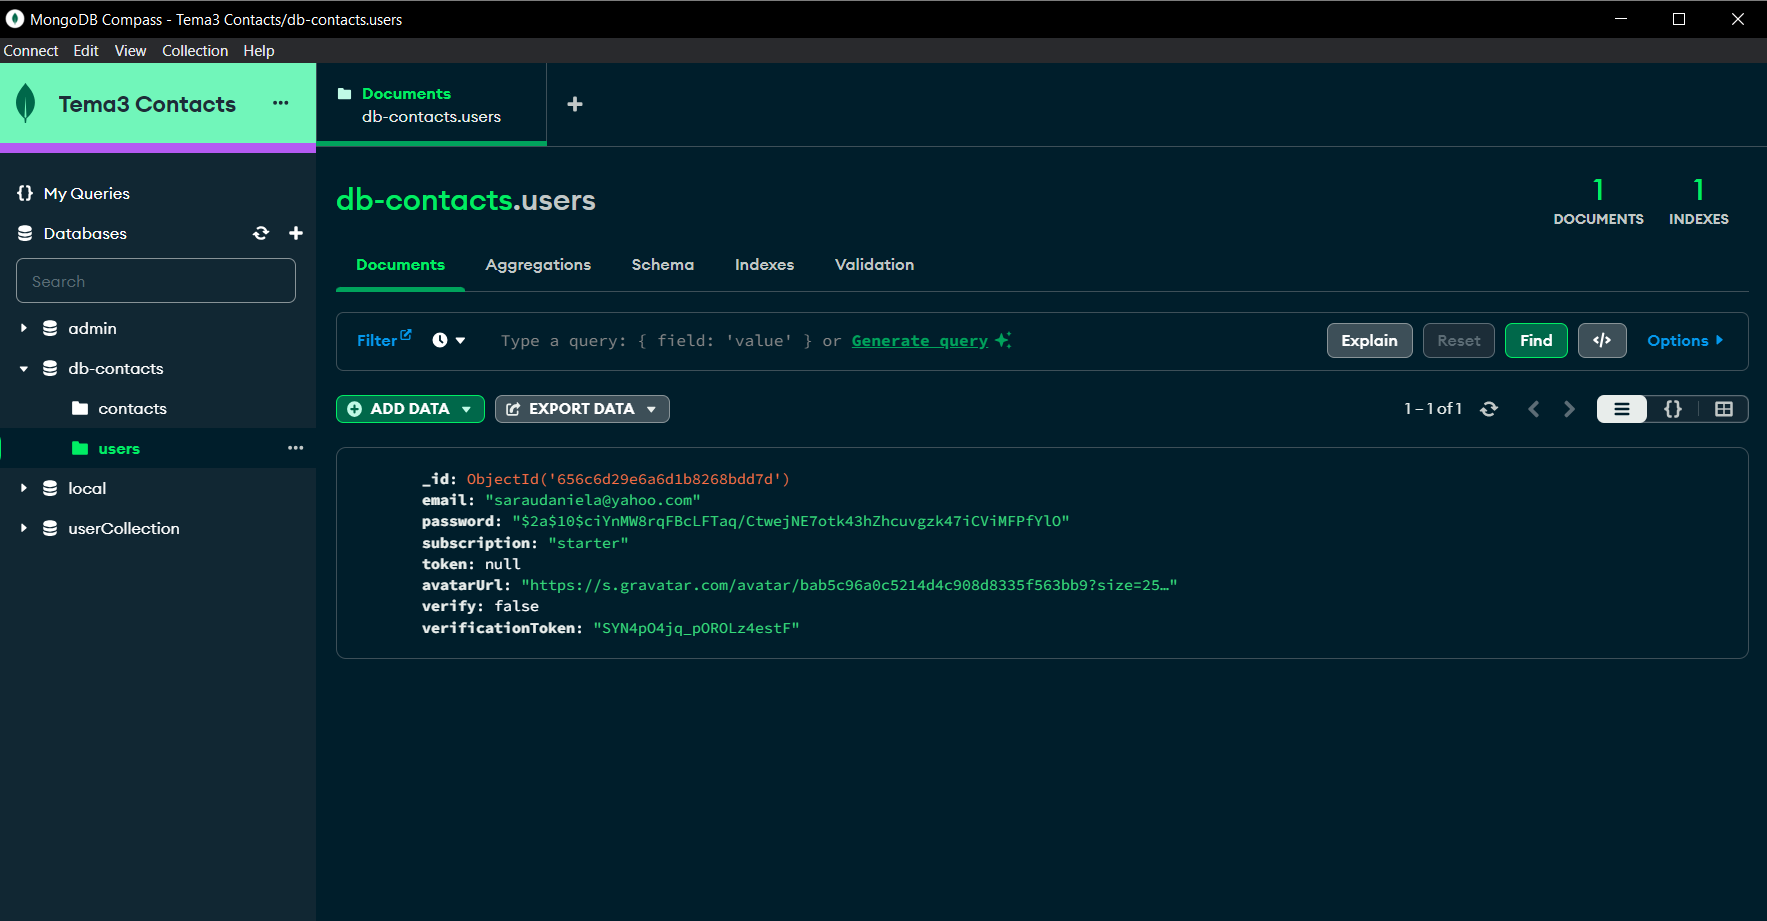 MongoDB Compass - Tema3 Contacts/db-contacts.users
Connect Edit View Collection Help
Tema3 Contacts
Documents
db-contacts.users
My Queries
Databases
Search
admin
db-contacts
contacts
users
local
userCollection
db-contacts.users
1
DOCUMENTS
1
INDEXES
Documents Aggregations Schema Indexes Validation
Filter Type a query: { field: 'value' } or Generate query Explain Reset Find </> Options
ADD DATA EXPORT DATA 1 – 1 of 1 {}
_id: ObjectId('656c6d29e6a6d1b8268bdd7d')
email: "saraudaniela@yahoo.com"
password: "$2a$10$ciYnMW8rqFBcLFTaq/CtwejNE7otk43hZhcuvgzk47iCViMFPfYlO"
subscription: "starter"
token: null
avatarUrl: "https://s.gravatar.com/avatar/bab5c96a0c5214d4c908d8335f563bb9?size=25…"
verify: false
verificationToken: "SYN4pO4jq_pOROLz4estF"